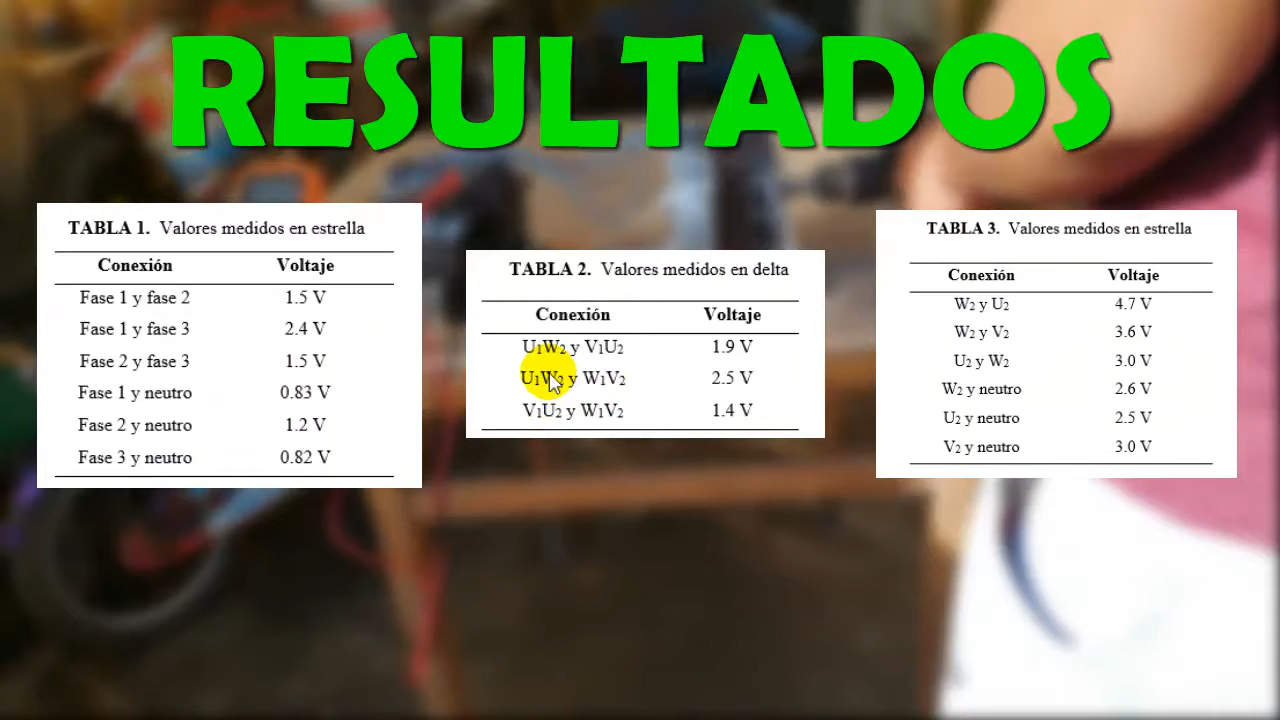 RESULTADOS
TABLA 1. Valores medidos en estrella
Conexión Voltaje
Fase 1 y fase 2 1.5 V
Fase 1 y fase 3 2.4 V
Fase 2 y fase 3 1.5 V
Fase 1 y neutro 0.83 V
Fase 2 y neutro 1.2 V
Fase 3 y neutro 0.82 V
TABLA 2. Valores medidos en delta
Conexión Voltaje
U₁W₂ y V₁U₂ 1.9 V
U₁W₂ y W₁V₂ 2.5 V
V₁U₂ y W₁V₂ 1.4 V
TABLA 3. Valores medidos en estrella
Conexión Voltaje
W₂ y U₂ 4.7 V
W₂ y V₂ 3.6 V
U₂ y W₂ 3.0 V
W₂ y neutro 2.6 V
U₂ y neutro 2.5 V
V₂ y neutro 3.0 V